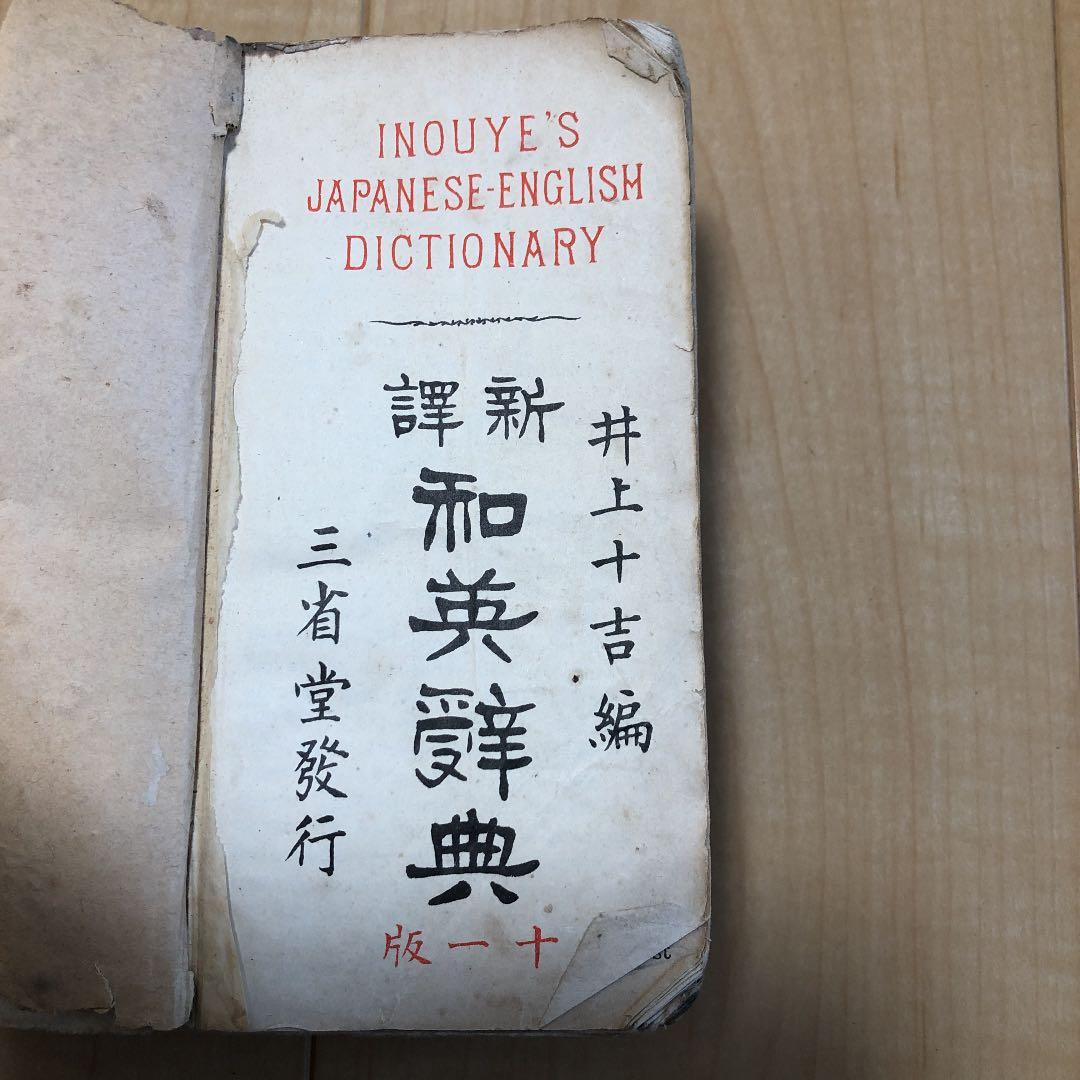 INOUYE'S
JAPANESE-ENGLISH
DICTIONARY
井上十吉編
新譯
和英辭典
三省堂發行
十一版